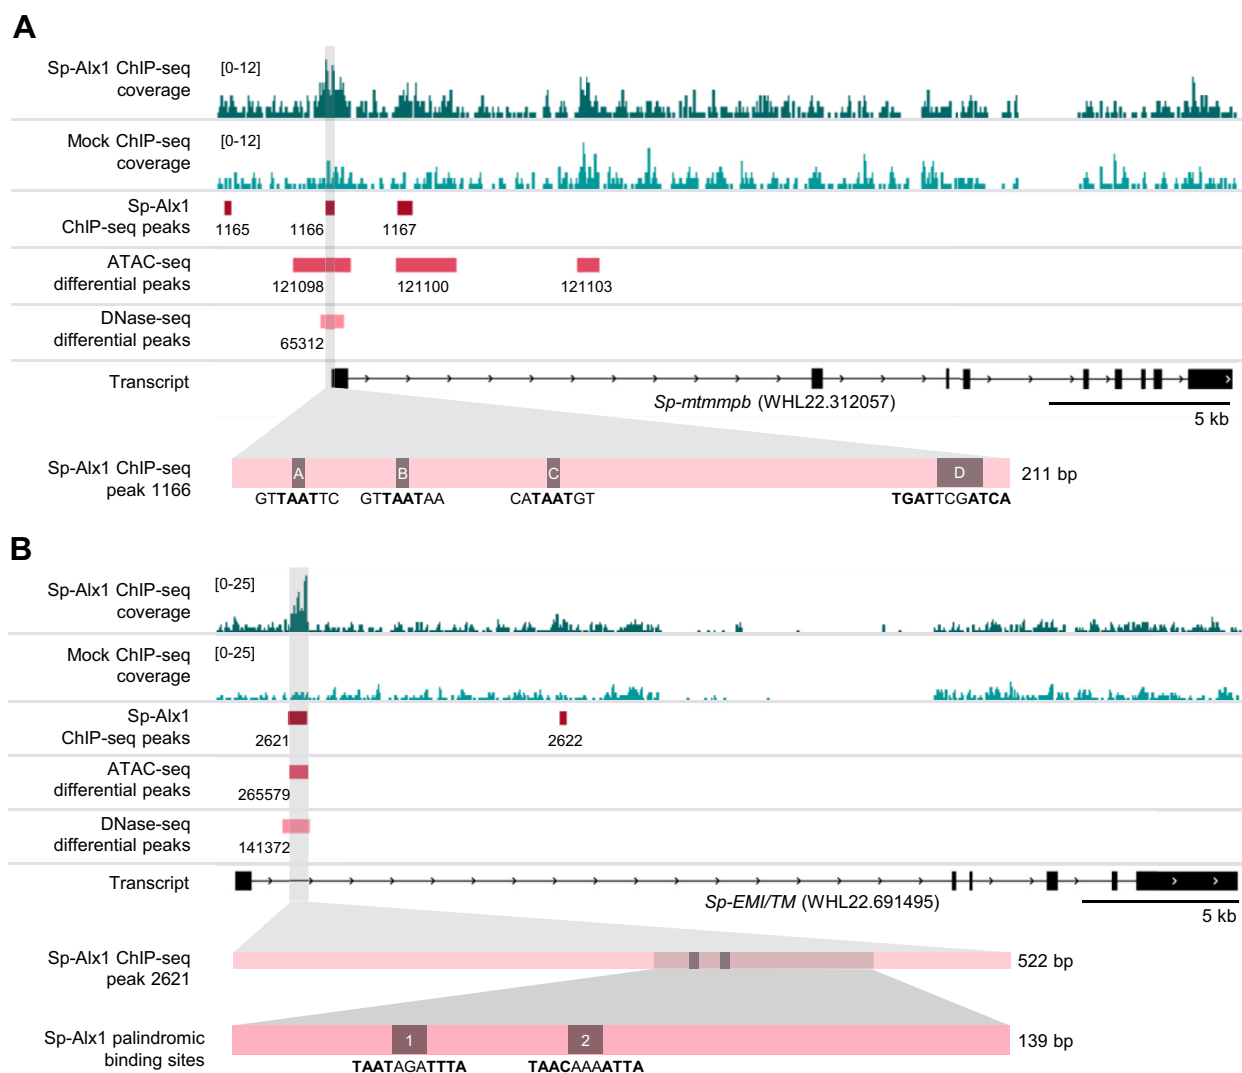 A
Sp-Alx1 ChIP-seq
coverage
[0-12]
Mock ChIP-seq
coverage
[0-12]
Sp-Alx1
ChIP-seq peaks
1165
1166
1167
ATAC-seq
differential peaks
121098
121100
121103
DNase-seq
differential peaks
65312
Transcript
Sp-mtmmpb (WHL22.312057)
5 kb
Sp-Alx1 ChIP-seq
peak 1166
A
B
C
D
211 bp
GTTAATTC
GTTAATAA
CATAATGT
TGATTCGATCA
B
Sp-Alx1 ChIP-seq
coverage
[0-25]
Mock ChIP-seq
coverage
[0-25]
Sp-Alx1
ChIP-seq peaks
2621
2622
ATAC-seq
differential peaks
265579
DNase-seq
differential peaks
141372
Transcript
Sp-EMI/TM (WHL22.691495)
5 kb
Sp-Alx1 ChIP-seq
peak 2621
522 bp
Sp-Alx1 palindromic
binding sites
1
2
139 bp
TAATAGATTTA
TAACAAAATTA